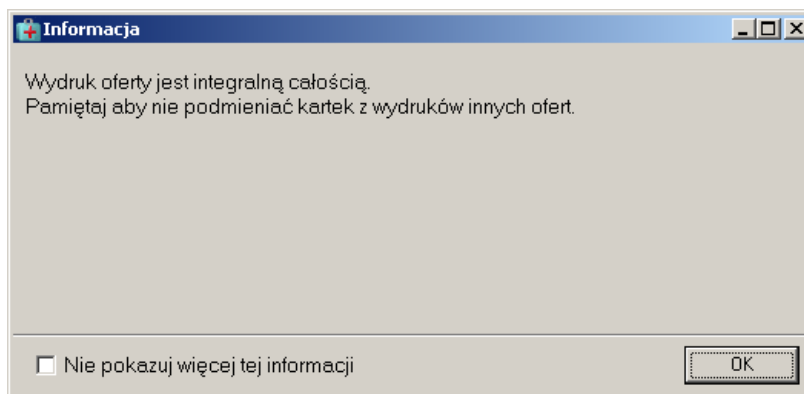 Informacja
Wydruk oferty jest integralną całością.
Pamiętaj aby nie podmieniać kartek z wydruków innych ofert.
Nie pokazuj więcej tej informacji
OK